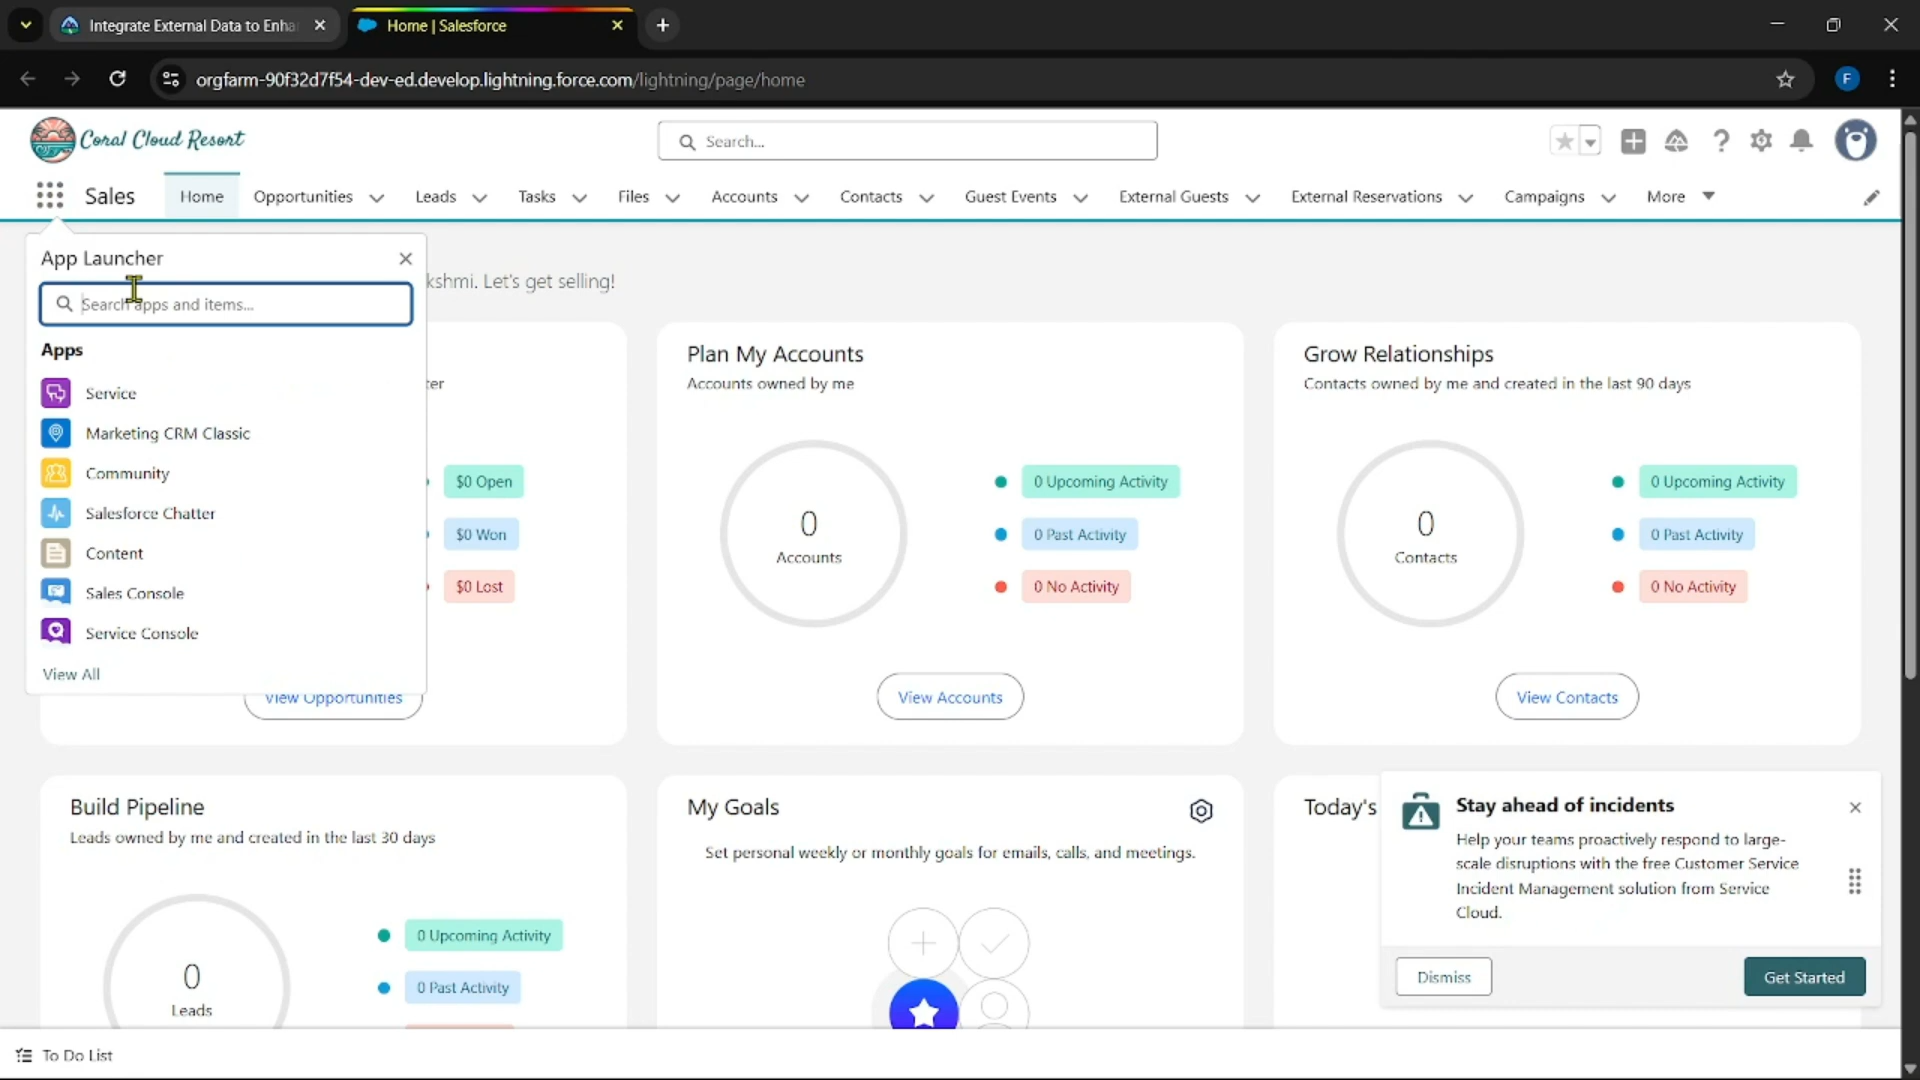 Integrate External Data to Enha
Home | Salesforce
orgfarm-90f32d7f54-dev-ed.develop.lightning.force.com/lightning/page/home
F
Coral Cloud Resort
Search...
Sales
Home
Opportunities
Leads
Tasks
Files
Accounts
Contacts
Guest Events
External Guests
External Reservations
Campaigns
More
App Launcher
Search apps and items...
Apps
Service
Marketing CRM Classic
Community
Salesforce Chatter
Content
Sales Console
Service Console
View All
kshmi. Let's get selling!
ter
$0 Open
$0 Won
$0 Lost
View Opportunities
Plan My Accounts
Accounts owned by me
0
Accounts
0 Upcoming Activity
0 Past Activity
0 No Activity
View Accounts
Grow Relationships
Contacts owned by me and created in the last 90 days
0
Contacts
0 Upcoming Activity
0 Past Activity
0 No Activity
View Contacts
Build Pipeline
Leads owned by me and created in the last 30 days
0
Leads
0 Upcoming Activity
0 Past Activity
My Goals
Set personal weekly or monthly goals for emails, calls, and meetings.
Today's
Stay ahead of incidents
Help your teams proactively respond to large-
scale disruptions with the free Customer Service
Incident Management solution from Service
Cloud.
Dismiss
Get Started
To Do List